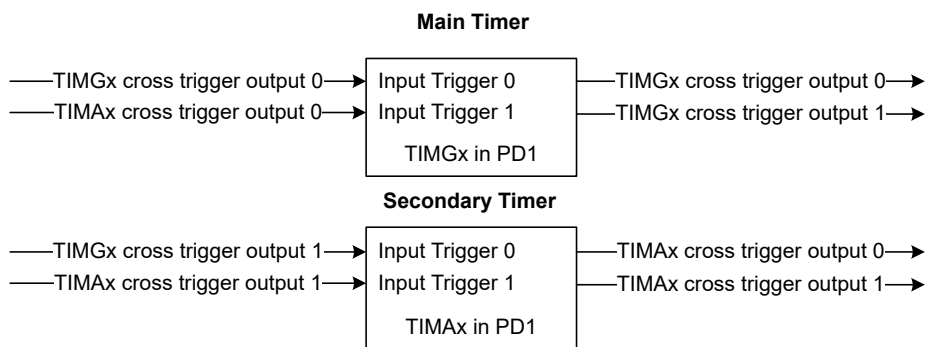 Main Timer
TIMGx cross trigger output 0 Input Trigger 0 TIMGx cross trigger output 0
TIMAx cross trigger output 0 Input Trigger 1 TIMGx cross trigger output 1
TIMGx in PD1
Secondary Timer
TIMGx cross trigger output 1 Input Trigger 0 TIMAx cross trigger output 0
TIMAx cross trigger output 1 Input Trigger 1 TIMAx cross trigger output 1
TIMAx in PD1